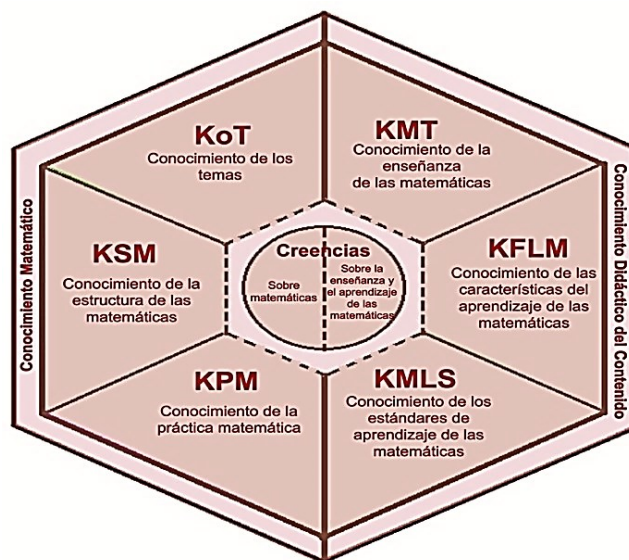 KoT
Conocimiento de los
temas
KMT
Conocimiento de la
enseñanza
de las matemáticas
Conocimiento Matemático
KSM
Conocimiento de la
estructura de las
matemáticas
Creencias
Sobre
matemáticas
Sobre la
enseñanza y
el aprendizaje
de las
matemáticas
KFLM
Conocimiento de las
características del
aprendizaje de las
matemáticas
Conocimiento Didáctico del Contenido
KPM
Conocimiento de la
práctica matemática
KMLS
Conocimiento de los
estándares de
aprendizaje de las
matemáticas